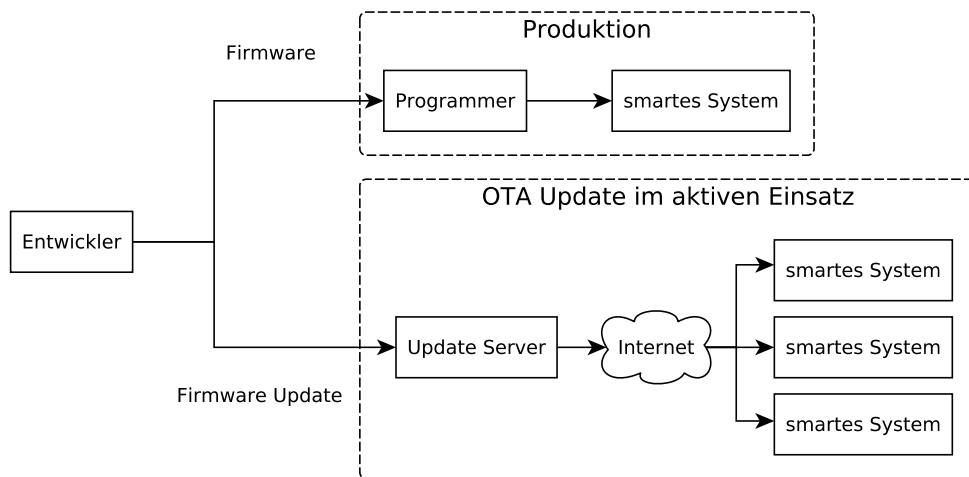 Produktion
Firmware
Programmer
smartes System
OTA Update im aktiven Einsatz
Entwickler
smartes System
Update Server
Internet
smartes System
Firmware Update
smartes System